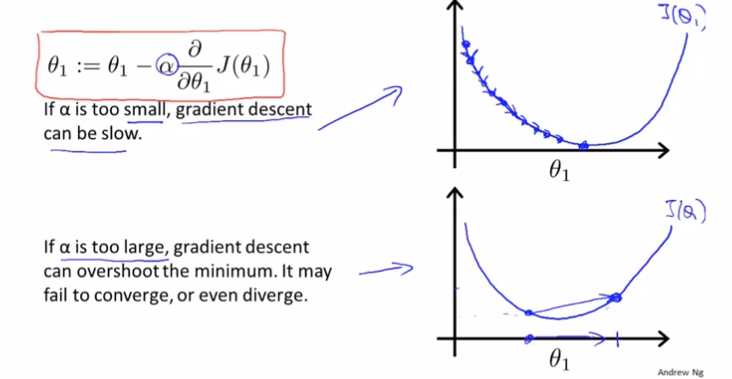 θ₁ := θ₁ − α ∂/∂θ₁ J(θ₁)
If α is too small, gradient descent
can be slow.
J(θ₁)
θ₁
If α is too large, gradient descent
can overshoot the minimum. It may
fail to converge, or even diverge.
J(θ)
θ₁
Andrew Ng